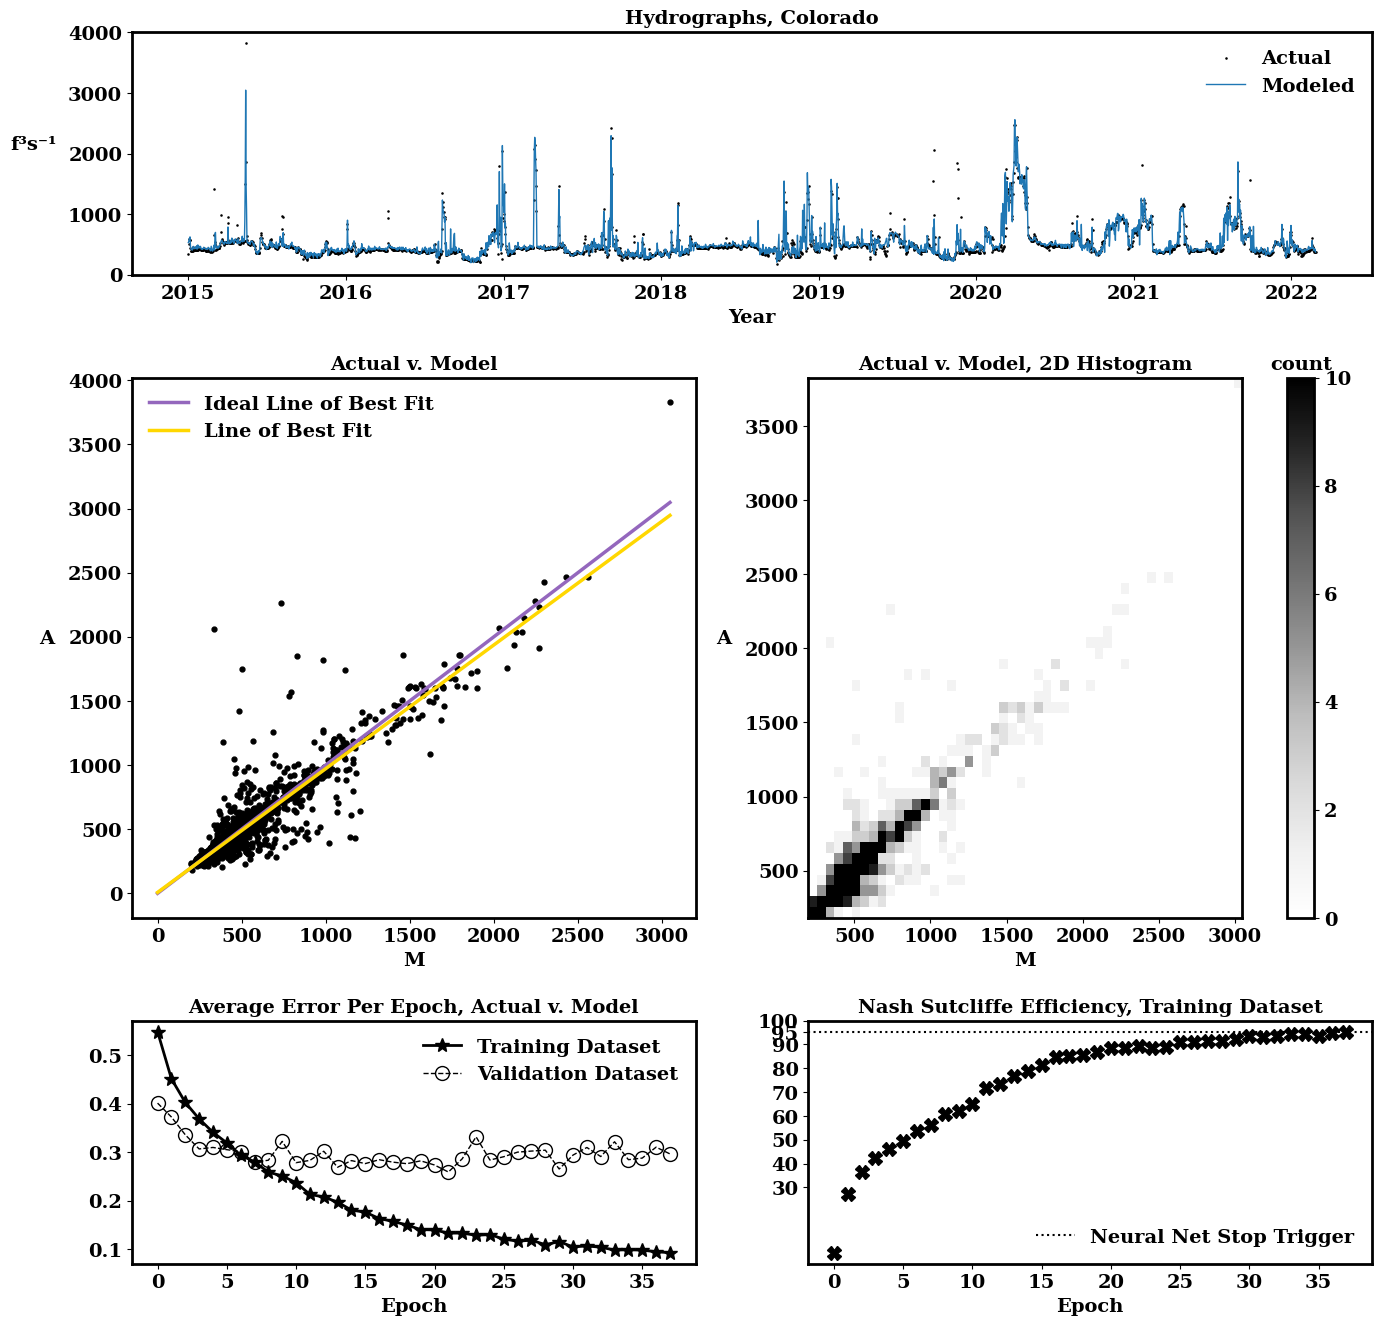 Hydrographs, Colorado
4000
3000
2000
1000
0
f³s⁻¹
Actual
Modeled
2015 2016 2017 2018 2019 2020 2021 2022
Year
Actual v. Model
4000
3500
3000
2500
2000
1500
1000
500
0
A
Ideal Line of Best Fit
Line of Best Fit
0 500 1000 1500 2000 2500 3000
M
Actual v. Model, 2D Histogram
3500
3000
2500
2000
1500
1000
500
A
500 1000 1500 2000 2500 3000
M
count
10
8
6
4
2
0
Average Error Per Epoch, Actual v. Model
0.5
0.4
0.3
0.2
0.1
Training Dataset
Validation Dataset
0 5 10 15 20 25 30 35
Epoch
Nash Sutcliffe Efficiency, Training Dataset
100
95
90
80
70
60
50
40
30
Neural Net Stop Trigger
0 5 10 15 20 25 30 35
Epoch